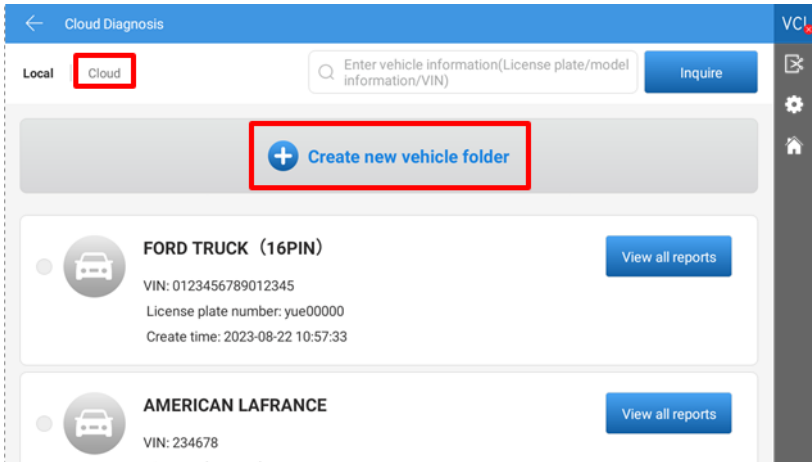 Cloud Diagnosis
VCI
Local
Cloud
Enter vehicle information(License plate/model
information/VIN)
Inquire
Create new vehicle folder
FORD TRUCK（16PIN）
VIN: 0123456789012345
License plate number: yue00000
Create time: 2023-08-22 10:57:33
View all reports
AMERICAN LAFRANCE
VIN: 234678
View all reports